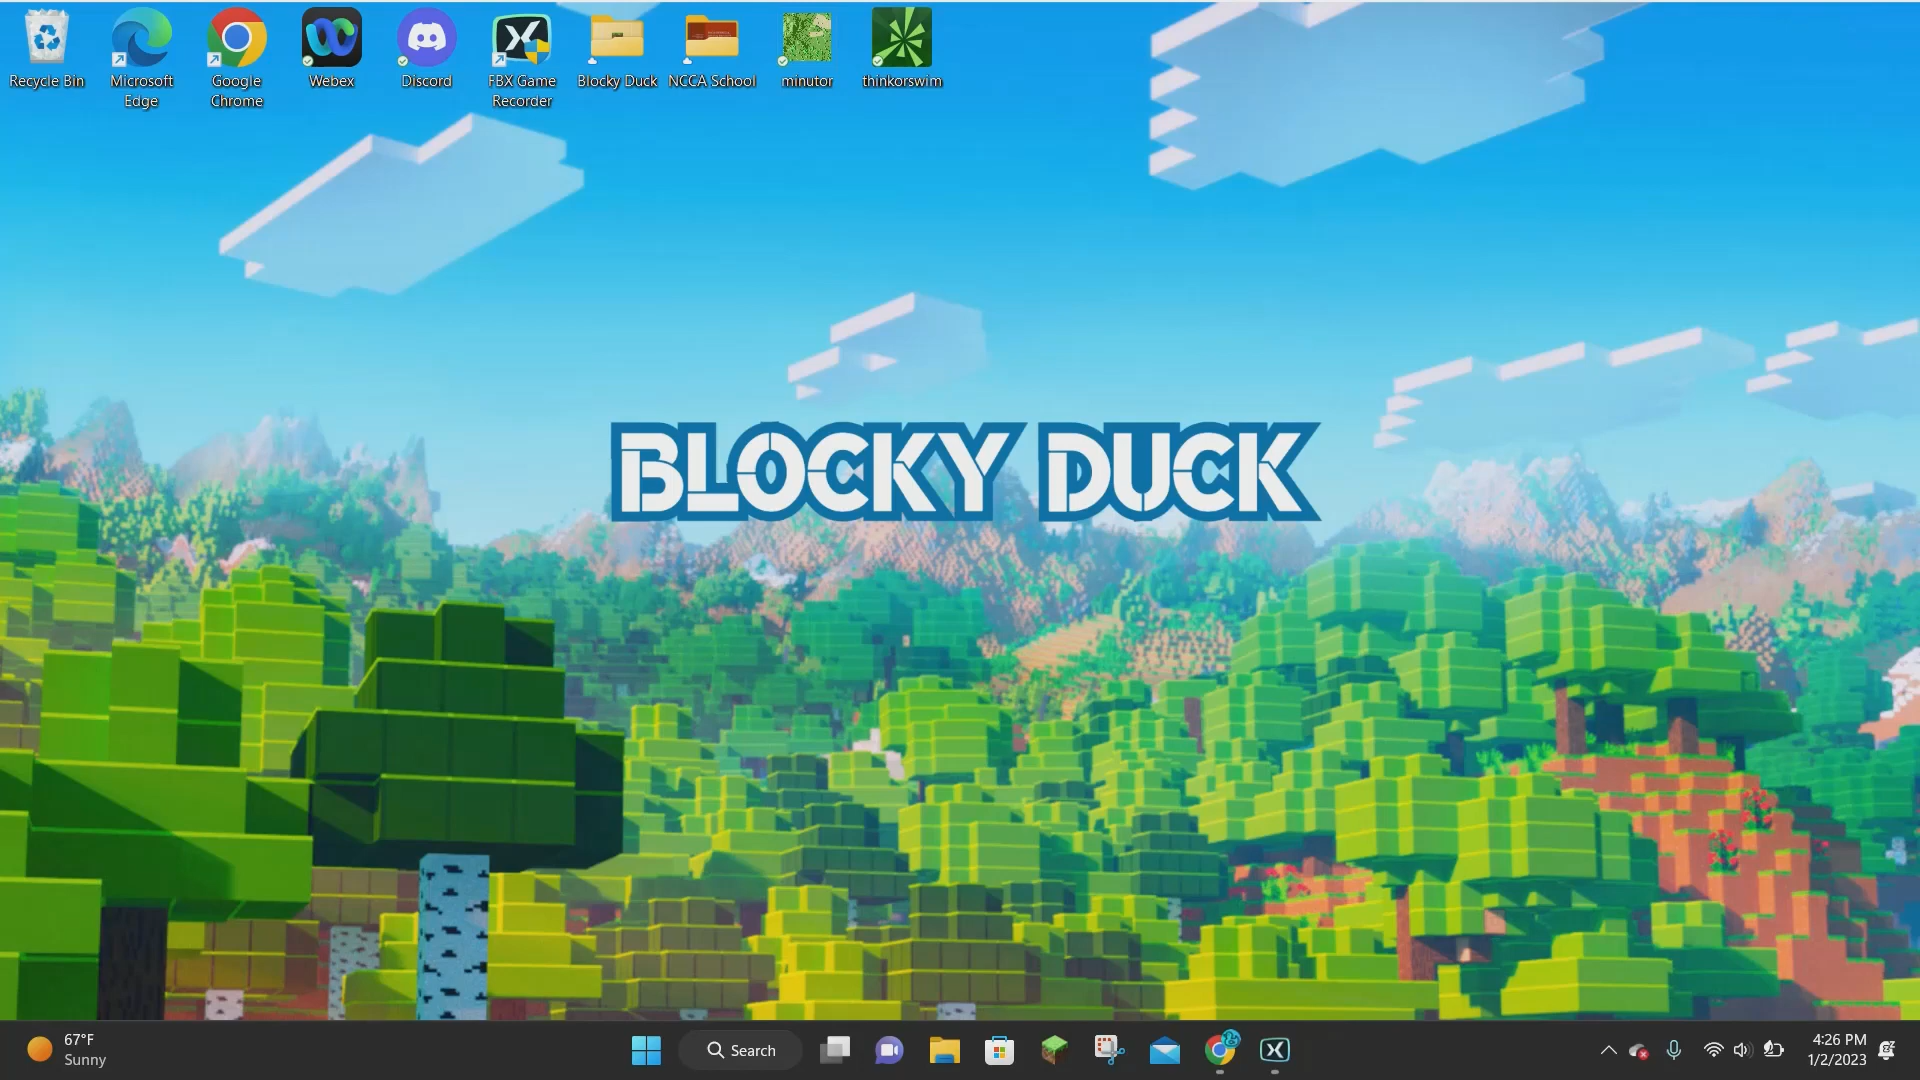 Recycle Bin
Microsoft Edge
Google Chrome
Webex
Discord
FBX Game Recorder
Blocky Duck
NCCA School
minutor
thinkorswim
BLOCKY DUCK
67°F
Sunny
Search
4:26 PM
1/2/2023